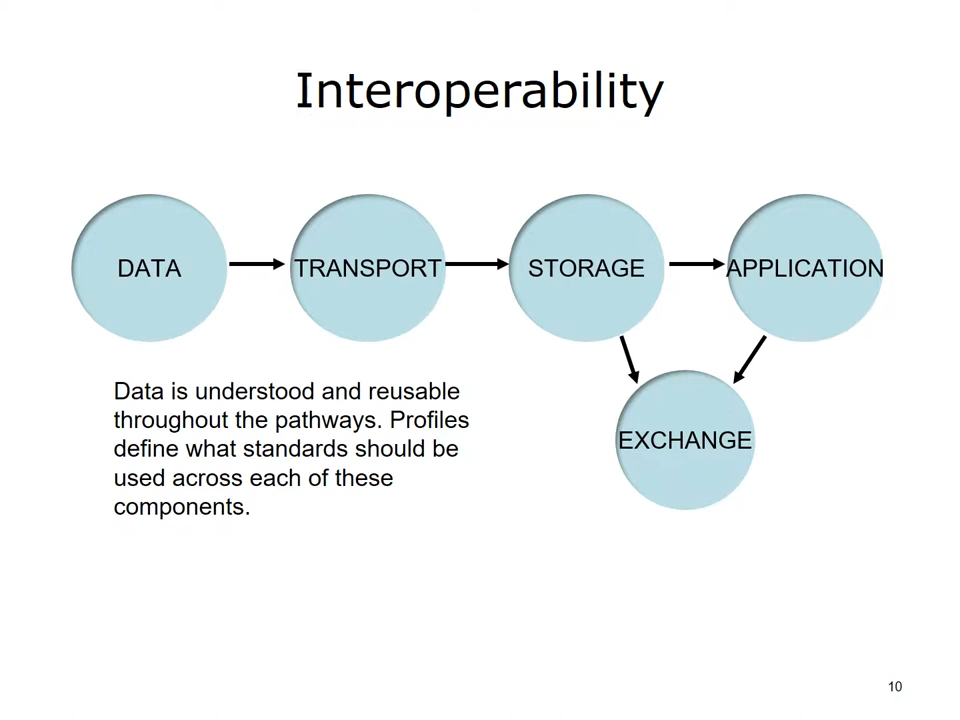 Interoperability
DATA
TRANSPORT
STORAGE
APPLICATION
Data is understood and reusable
throughout the pathways. Profiles
define what standards should be
used across each of these
components.
EXCHANGE
10